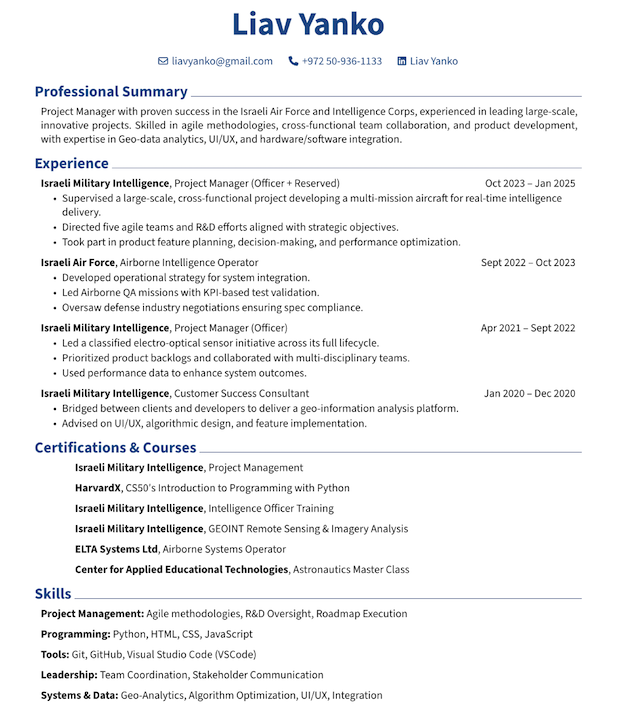 Liav Yanko
liavyanko@gmail.com +972 50-936-1133 Liav Yanko
Professional Summary
Project Manager with proven success in the Israeli Air Force and Intelligence Corps, experienced in leading large-scale,
innovative projects. Skilled in agile methodologies, cross-functional team collaboration, and product development,
with expertise in Geo-data analytics, UI/UX, and hardware/software integration.
Experience
Israeli Military Intelligence, Project Manager (Officer + Reserved) Oct 2023 – Jan 2025
• Supervised a large-scale, cross-functional project developing a multi-mission aircraft for real-time intelligence
delivery.
• Directed five agile teams and R&D efforts aligned with strategic objectives.
• Took part in product feature planning, decision-making, and performance optimization.
Israeli Air Force, Airborne Intelligence Operator Sept 2022 – Oct 2023
• Developed operational strategy for system integration.
• Led Airborne QA missions with KPI-based test validation.
• Oversaw defense industry negotiations ensuring spec compliance.
Israeli Military Intelligence, Project Manager (Officer) Apr 2021 – Sept 2022
• Led a classified electro-optical sensor initiative across its full lifecycle.
• Prioritized product backlogs and collaborated with multi-disciplinary teams.
• Used performance data to enhance system outcomes.
Israeli Military Intelligence, Customer Success Consultant Jan 2020 – Dec 2020
• Bridged between clients and developers to deliver a geo-information analysis platform.
• Advised on UI/UX, algorithmic design, and feature implementation.
Certifications & Courses
Israeli Military Intelligence, Project Management
HarvardX, CS50's Introduction to Programming with Python
Israeli Military Intelligence, Intelligence Officer Training
Israeli Military Intelligence, GEOINT Remote Sensing & Imagery Analysis
ELTA Systems Ltd, Airborne Systems Operator
Center for Applied Educational Technologies, Astronautics Master Class
Skills
Project Management: Agile methodologies, R&D Oversight, Roadmap Execution
Programming: Python, HTML, CSS, JavaScript
Tools: Git, GitHub, Visual Studio Code (VSCode)
Leadership: Team Coordination, Stakeholder Communication
Systems & Data: Geo-Analytics, Algorithm Optimization, UI/UX, Integration